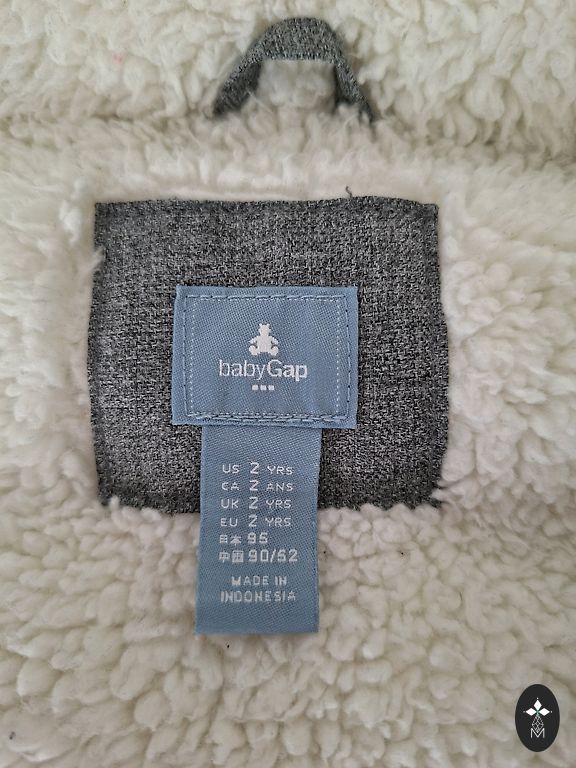 babyGap
US 2 YRS
CA 2 ANS
UK 2 YRS
EU 2 YRS
日本 95
中国 90/52
MADE IN
INDONESIA
M